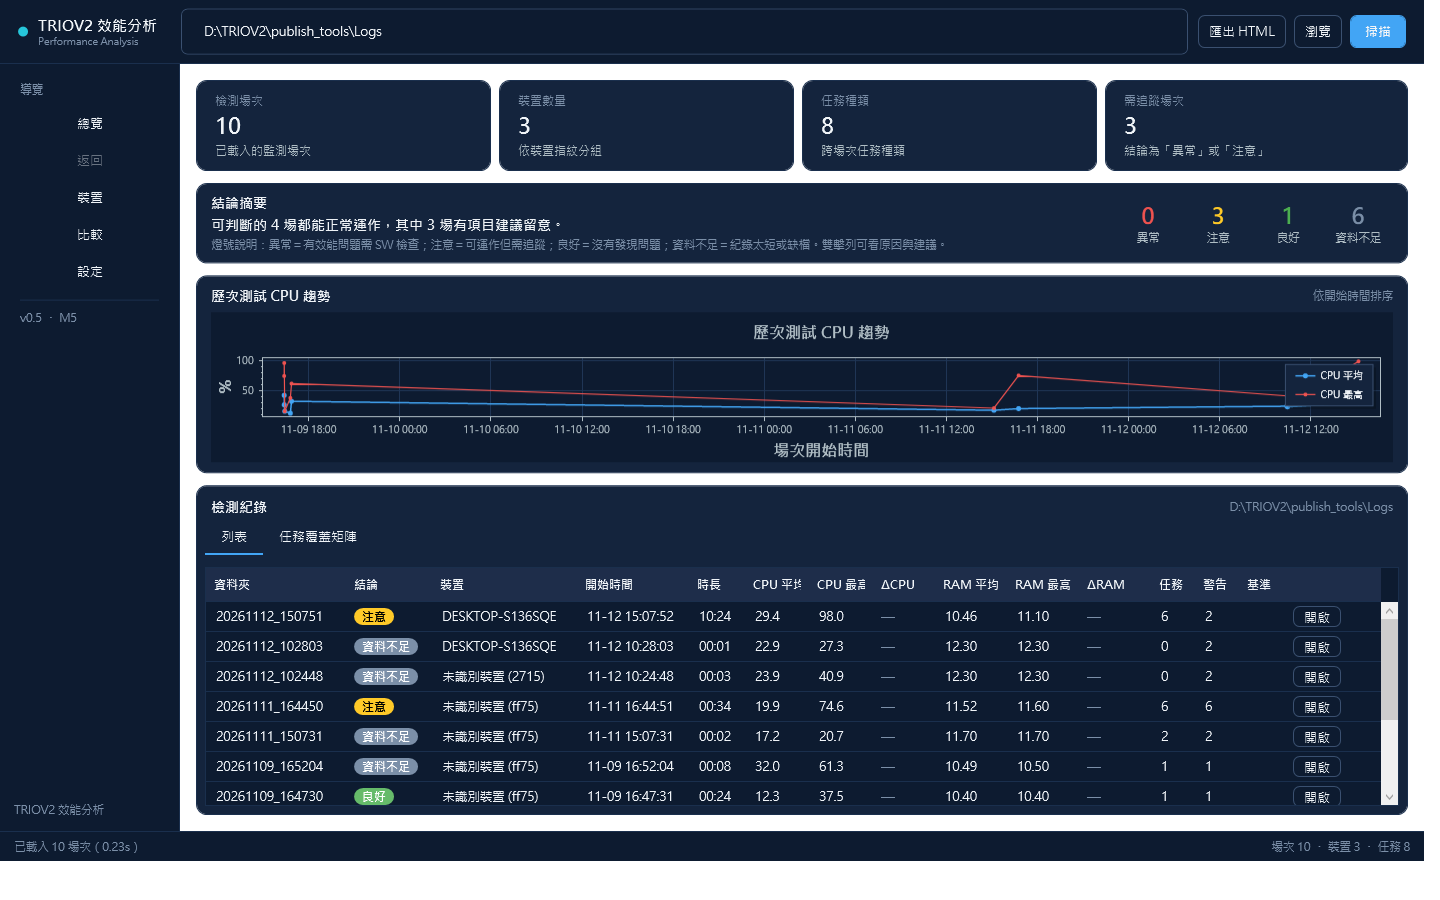 TRIOV2 效能分析
Performance Analysis
D:\TRIOV2\publish_tools\Logs
匯出 HTML
瀏覽
掃描
導覽
總覽
返回
裝置
比較
設定
v0.5 · M5
檢測場次
10
已載入的監測場次
裝置數量
3
依裝置指紋分組
任務種類
8
跨場次任務種類
需追蹤場次
3
結論為「異常」或「注意」
結論摘要
可判斷的 4 場都能正常運作，其中 3 場有項目建議留意。
燈號說明：異常＝有效能問題需 SW 檢查；注意＝可運作但需追蹤；良好＝沒有發現問題；資料不足＝紀錄太短或缺檔。雙擊列可看原因與建議。
0
異常
3
注意
1
良好
6
資料不足
歷次測試 CPU 趨勢
依開始時間排序
歷次測試 CPU 趨勢
%
100
50
CPU 平均
CPU 最高
11-09 18:00 11-10 00:00 11-10 06:00 11-10 12:00 11-10 18:00 11-11 00:00 11-11 06:00 11-11 12:00 11-11 18:00 11-12 00:00 11-12 06:00 11-12 12:00
場次開始時間
檢測紀錄
D:\TRIOV2\publish_tools\Logs
列表 任務覆蓋矩陣
資料夾 結論 裝置 開始時間 時長 CPU 平均 CPU 最高 ΔCPU RAM 平均 RAM 最高 ΔRAM 任務 警告 基準
20261112_150751 注意 DESKTOP-S136SQE 11-12 15:07:52 10:24 29.4 98.0 — 10.46 11.10 — 6 2 開啟
20261112_102803 資料不足 DESKTOP-S136SQE 11-12 10:28:03 00:01 22.9 27.3 — 12.30 12.30 — 0 2 開啟
20261112_102448 資料不足 未識別裝置 (2715) 11-12 10:24:48 00:03 23.9 40.9 — 12.30 12.30 — 0 2 開啟
20261111_164450 注意 未識別裝置 (ff75) 11-11 16:44:51 00:34 19.9 74.6 — 11.52 11.60 — 6 6 開啟
20261111_150731 資料不足 未識別裝置 (ff75) 11-11 15:07:31 00:02 17.2 20.7 — 11.70 11.70 — 2 2 開啟
20261109_165204 資料不足 未識別裝置 (ff75) 11-09 16:52:04 00:08 32.0 61.3 — 10.49 10.50 — 1 1 開啟
20261109_164730 良好 未識別裝置 (ff75) 11-09 16:47:31 00:24 12.3 37.5 — 10.40 10.40 — 1 1 開啟
TRIOV2 效能分析
已載入 10 場次 ( 0.23s )
場次 10 · 裝置 3 · 任務 8